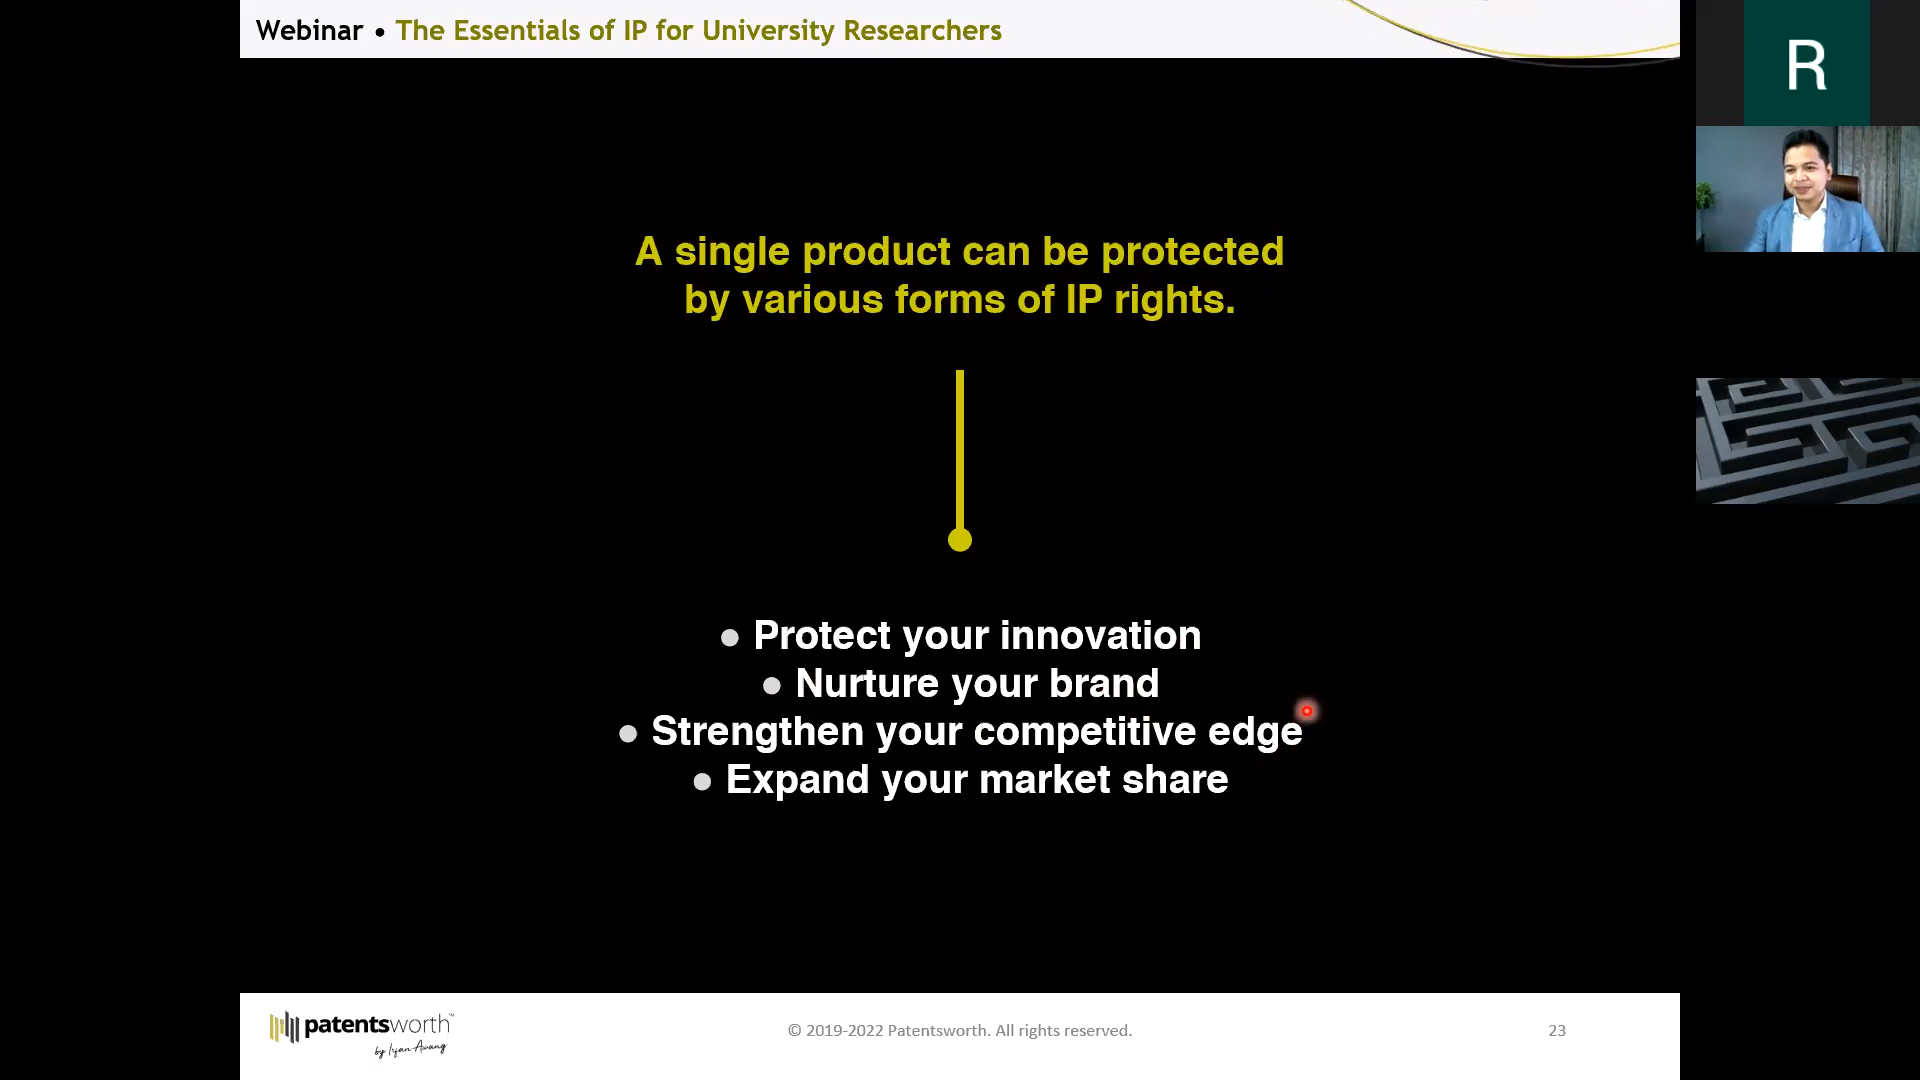 Webinar • The Essentials of IP for University Researchers
R
A single product can be protected
by various forms of IP rights.
• Protect your innovation
• Nurture your brand
• Strengthen your competitive edge
• Expand your market share
patentsworth™
by Irfan Awang
© 2019-2022 Patentsworth. All rights reserved.
23